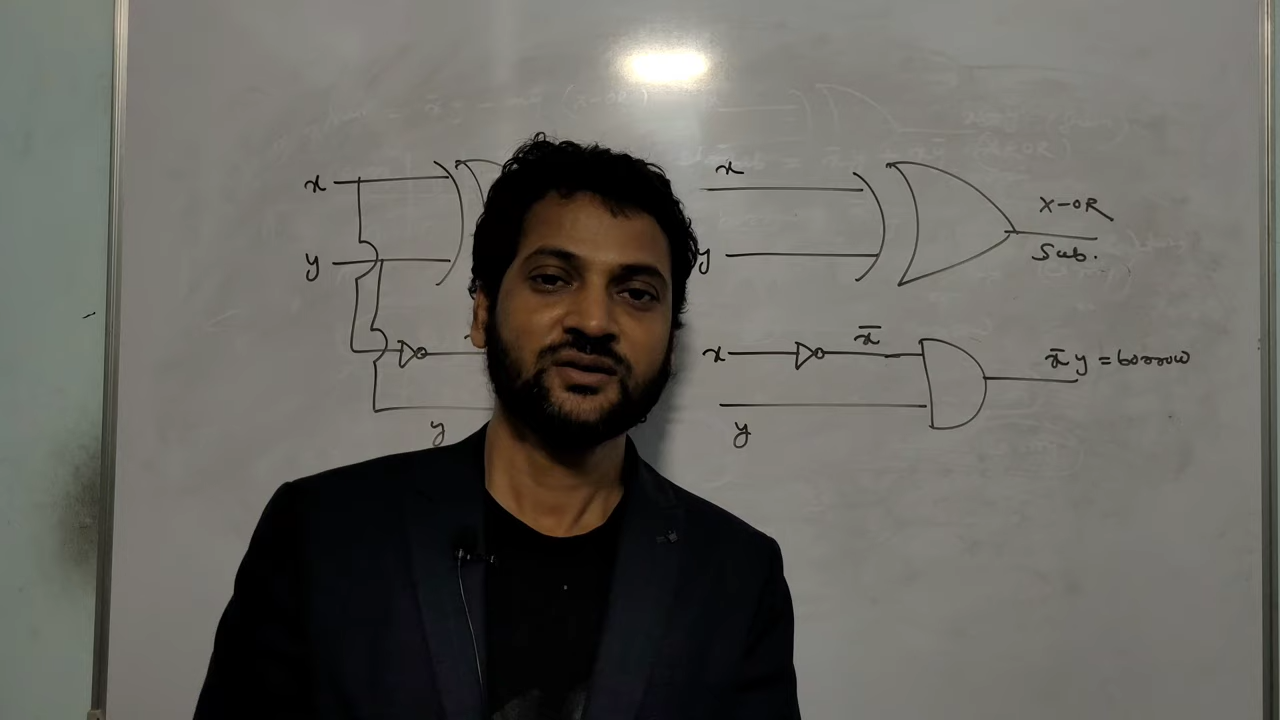 x
y
y
x
y
X-OR
Sub.
x x̄
y
x̄ y = borrow